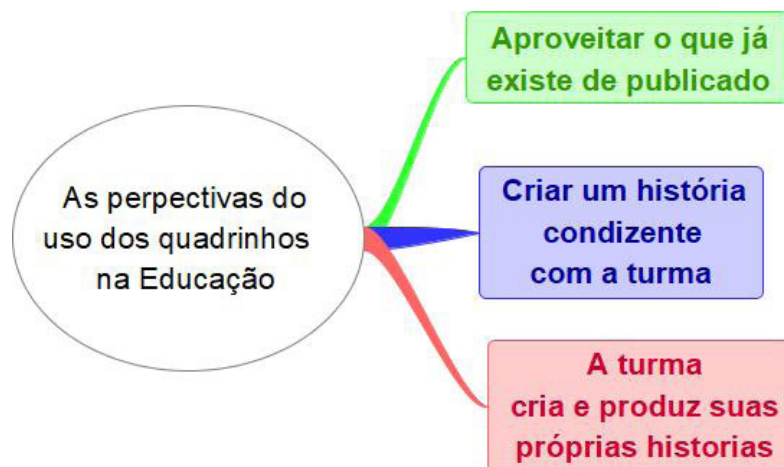 As perpectivas do
uso dos quadrinhos
na Educação
Aproveitar o que já
existe de publicado
Criar um história
condizente
com a turma
A turma
cria e produz suas
próprias historias